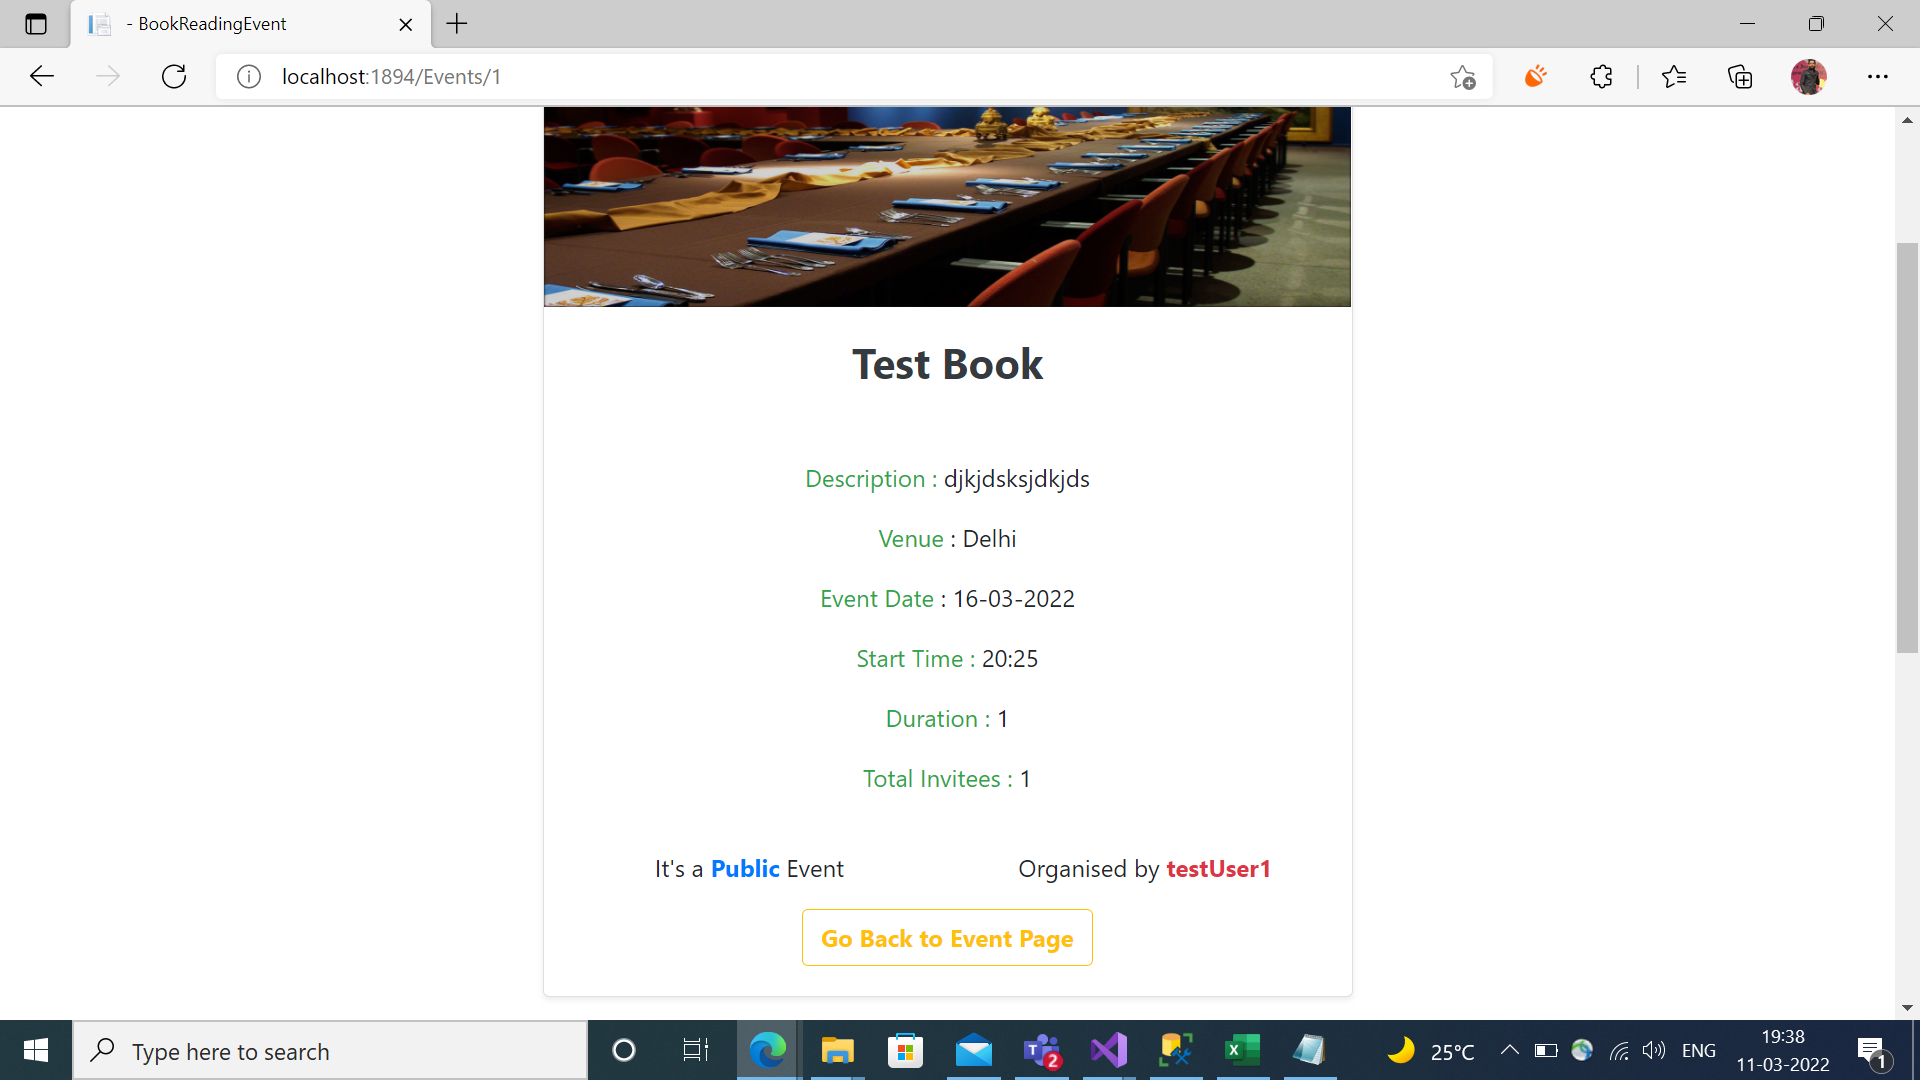 - BookReadingEvent
localhost:1894/Events/1
Test Book
Description : djkjdsksjdkjds
Venue : Delhi
Event Date : 16-03-2022
Start Time : 20:25
Duration : 1
Total Invitees : 1
It's a Public Event
Organised by testUser1
Go Back to Event Page
Type here to search
2
25°C
ENG
19:38
11-03-2022
1